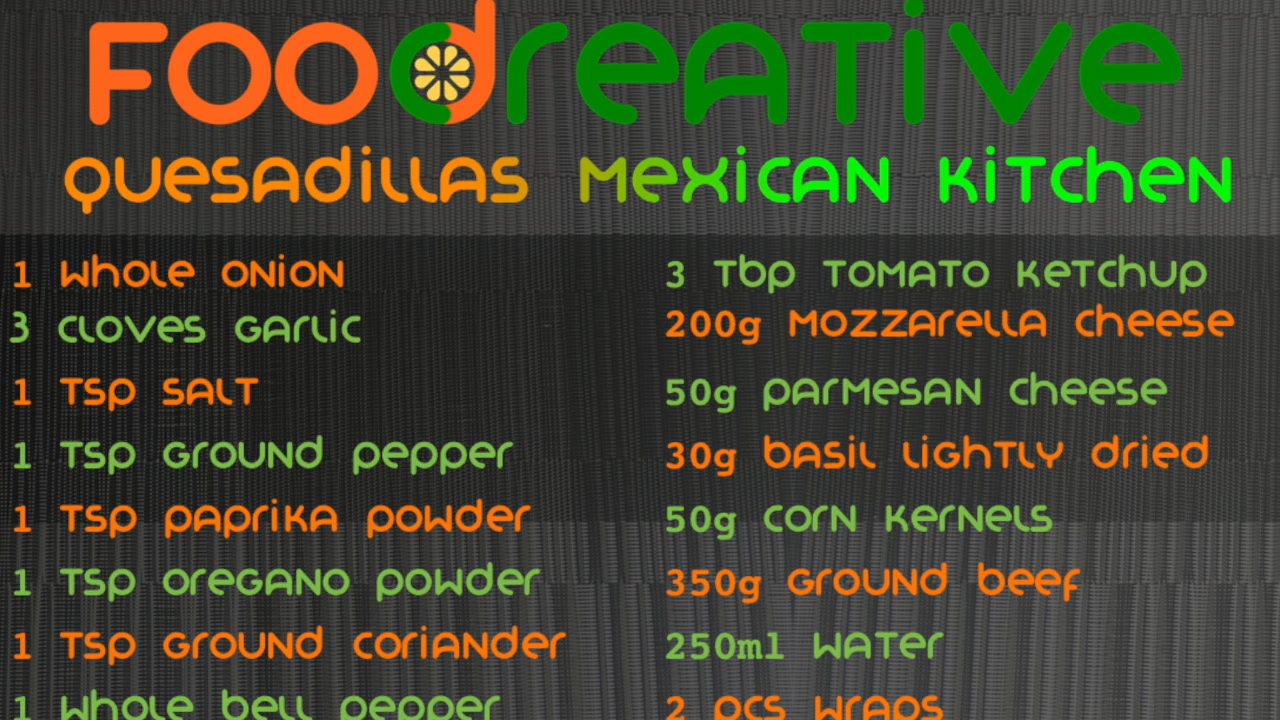 FOOdreative
Quesadillas Mexican Kitchen
1 Whole Onion
3 Cloves Garlic
1 Tsp Salt
1 Tsp Ground Pepper
1 Tsp Paprika Powder
1 Tsp Oregano Powder
1 Tsp Ground Coriander
1 Whole Bell Pepper
3 Tbp Tomato Ketchup
200g Mozzarella Cheese
50g Parmesan Cheese
30g Basil Lightly Dried
50g Corn Kernels
350g Ground Beef
250ml Water
2 pcs Wraps